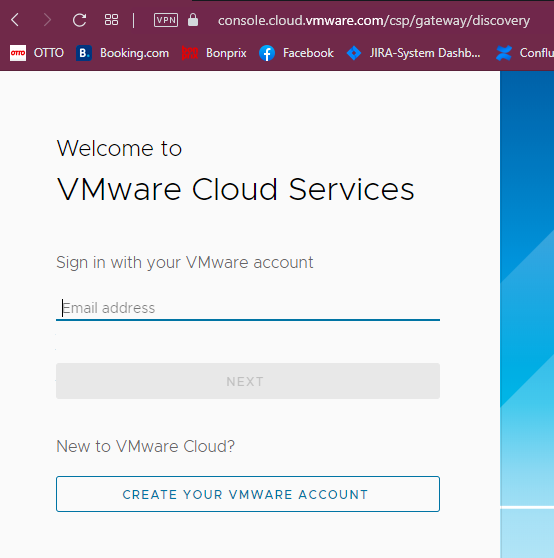 VPN console.cloud.vmware.com/csp/gateway/discovery
OTTO OTTO B. Booking.com Bonprix Facebook JIRA-System Dashb... Conflu
Welcome to
VMware Cloud Services
Sign in with your VMware account
Email address
NEXT
New to VMware Cloud?
CREATE YOUR VMWARE ACCOUNT